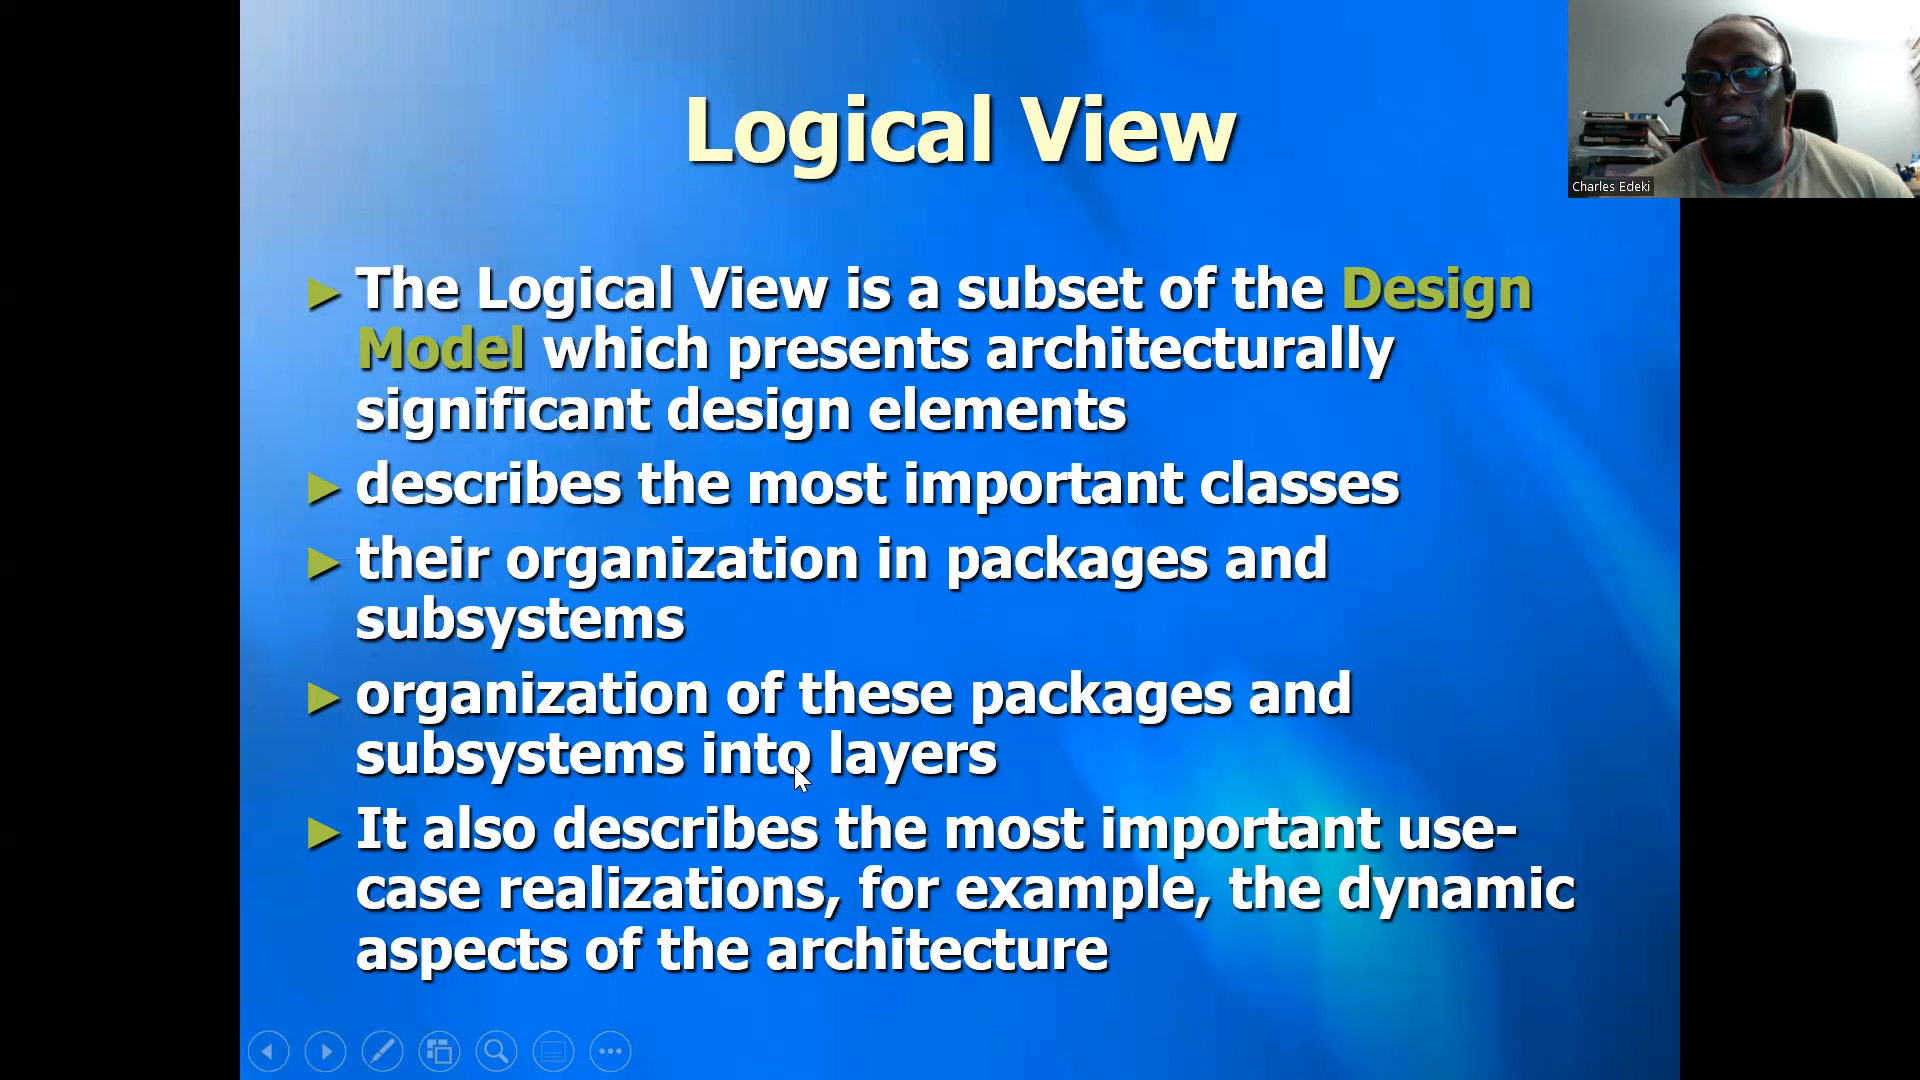 Logical View
Charles Edeki
The Logical View is a subset of the Design
Model which presents architecturally
significant design elements
describes the most important classes
their organization in packages and
subsystems
organization of these packages and
subsystems into layers
It also describes the most important use-
case realizations, for example, the dynamic
aspects of the architecture